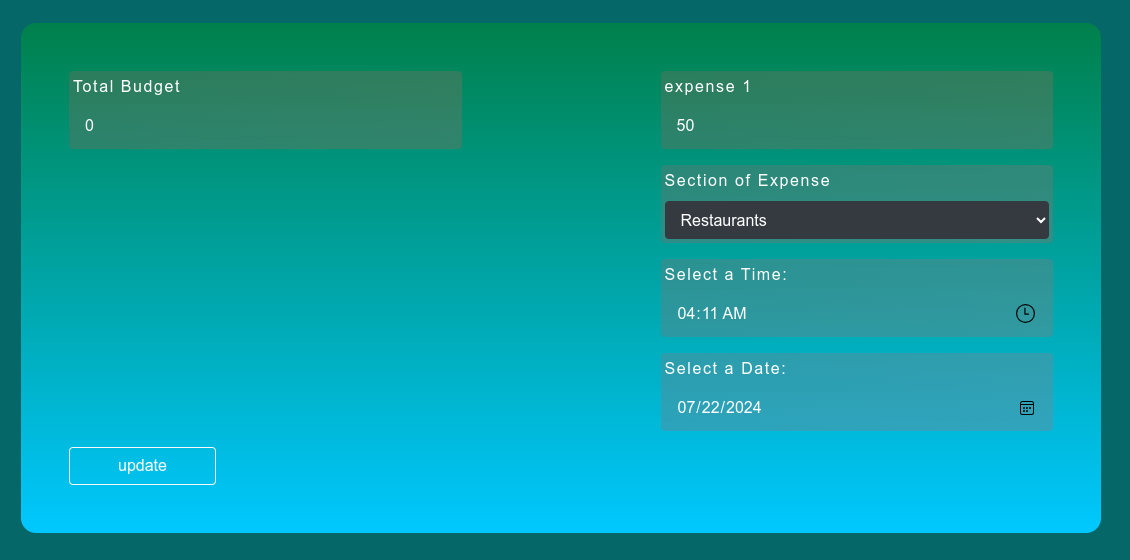 Total Budget
0
expense 1
50
Section of Expense
Restaurants
Select a Time:
04:11 AM
Select a Date:
07/22/2024
update